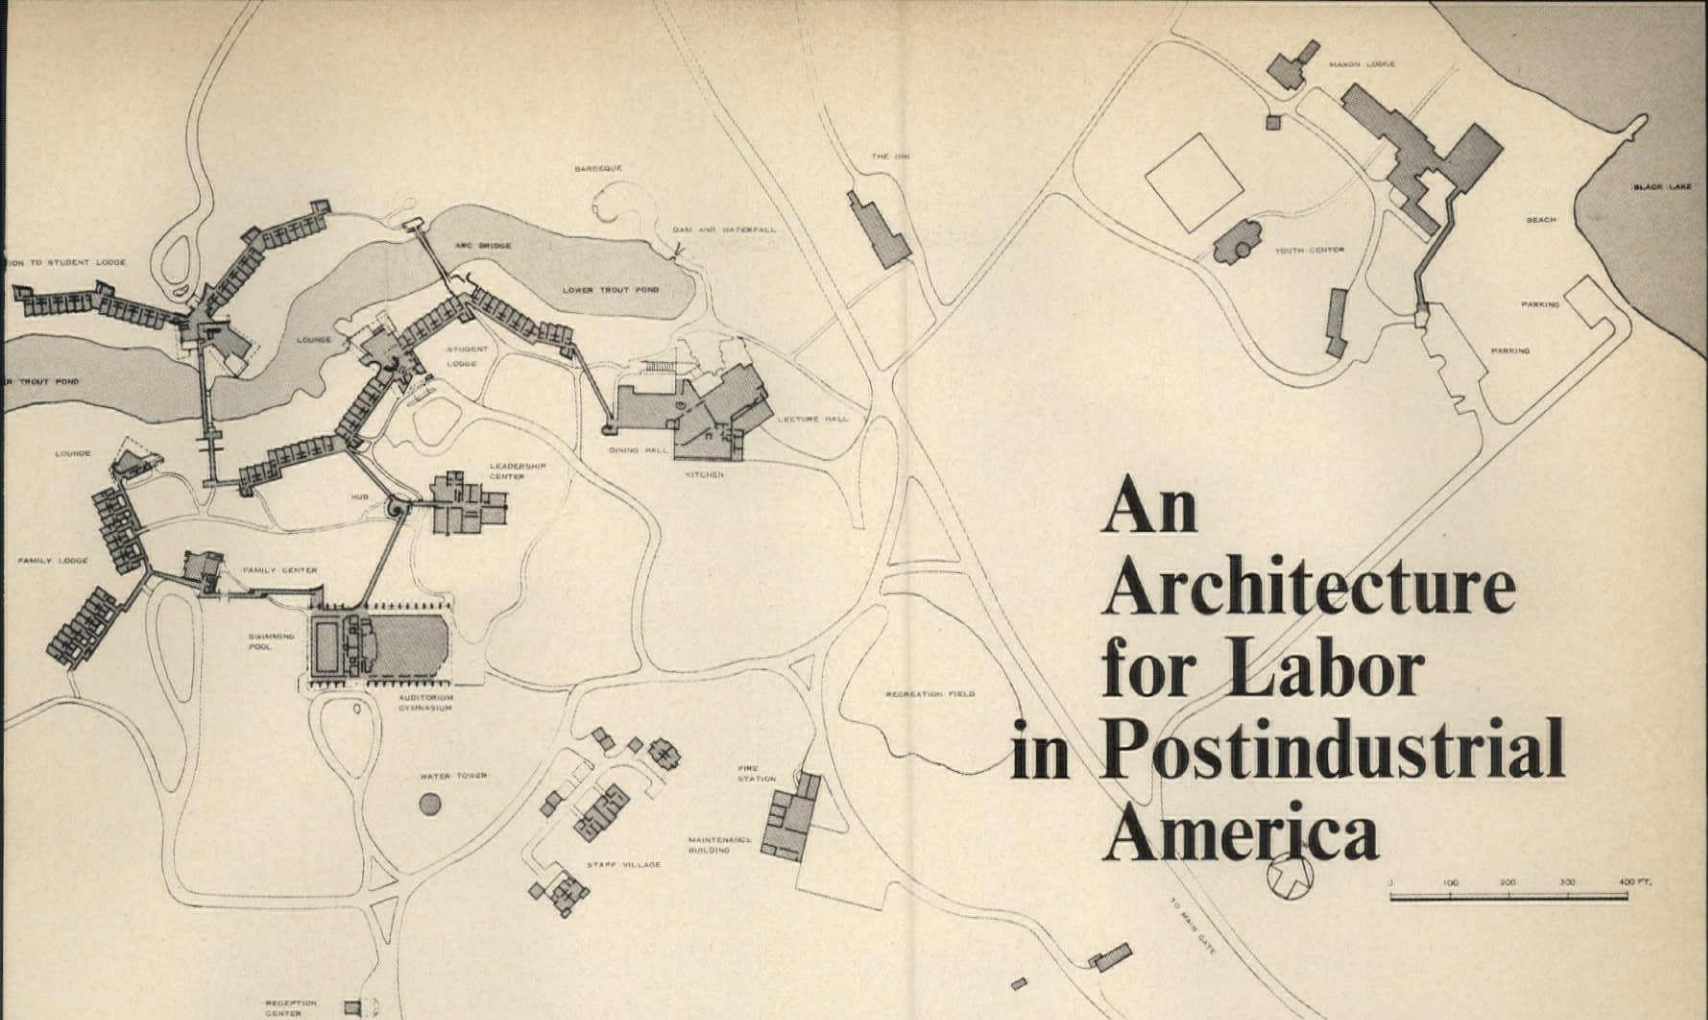 MAXON LODGE
THE INN
BARBEQUE
BLACK LAKE
BEACH
DAM AND WATERFALL
ARC BRIDGE
YOUTH CENTER
TO STUDENT LODGE
LOWER TROUT POND
PARKING
LOUNGE
STUDENT
LODGE
PARKING
TROUT POND
LECTURE HALL
DINING HALL
KITCHEN
LOUNGE
LEADERSHIP
CENTER
HUB
FAMILY LODGE
FAMILY CENTER
SWIMMING
POOL
AUDITORIUM
GYMNASIUM
RECREATION FIELD
An
Architecture
for Labor
in Postindustrial
America
WATER TOWER
FIRE
STATION
MAINTENANCE
BUILDING
STAFF VILLAGE
0 100 200 300 400 FT.
TO MAIN GATE
RECEPTION
CENTER